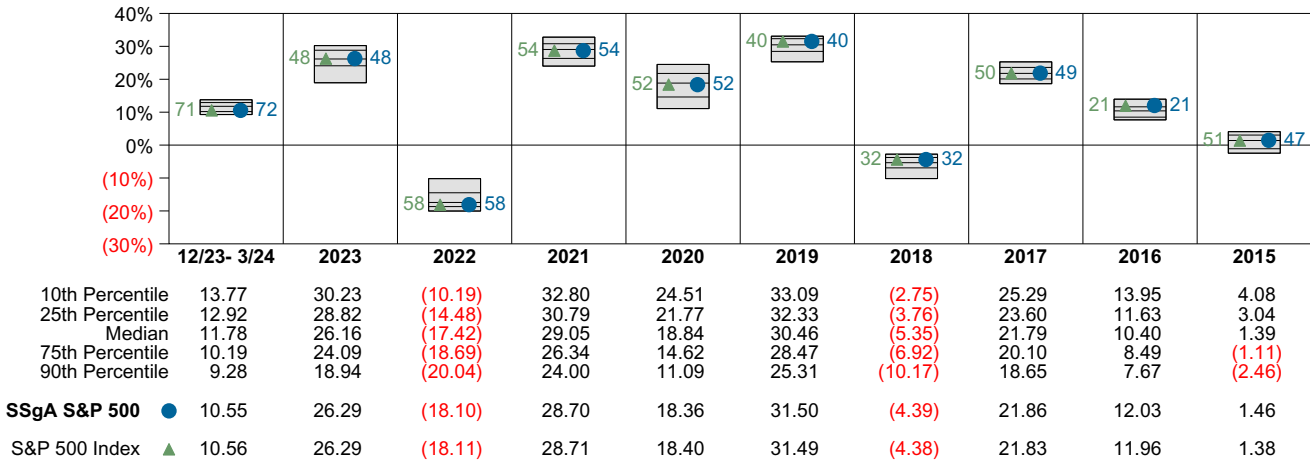 40%
30%
20%
10%
0%
(10%)
(20%)
(30%)
71 72
48 48
58 58
54 54
52 52
40 40
32 32
50 49
21 21
51 47
12/23- 3/24 2023 2022 2021 2020 2019 2018 2017 2016 2015
10th Percentile 13.77 30.23 (10.19) 32.80 24.51 33.09 (2.75) 25.29 13.95 4.08
25th Percentile 12.92 28.82 (14.48) 30.79 21.77 32.33 (3.76) 23.60 11.63 3.04
Median 11.78 26.16 (17.42) 29.05 18.84 30.46 (5.35) 21.79 10.40 1.39
75th Percentile 10.19 24.09 (18.69) 26.34 14.62 28.47 (6.92) 20.10 8.49 (1.11)
90th Percentile 9.28 18.94 (20.04) 24.00 11.09 25.31 (10.17) 18.65 7.67 (2.46)
SSgA S&P 500 10.55 26.29 (18.10) 28.70 18.36 31.50 (4.39) 21.86 12.03 1.46
S&P 500 Index 10.56 26.29 (18.11) 28.71 18.40 31.49 (4.38) 21.83 11.96 1.38